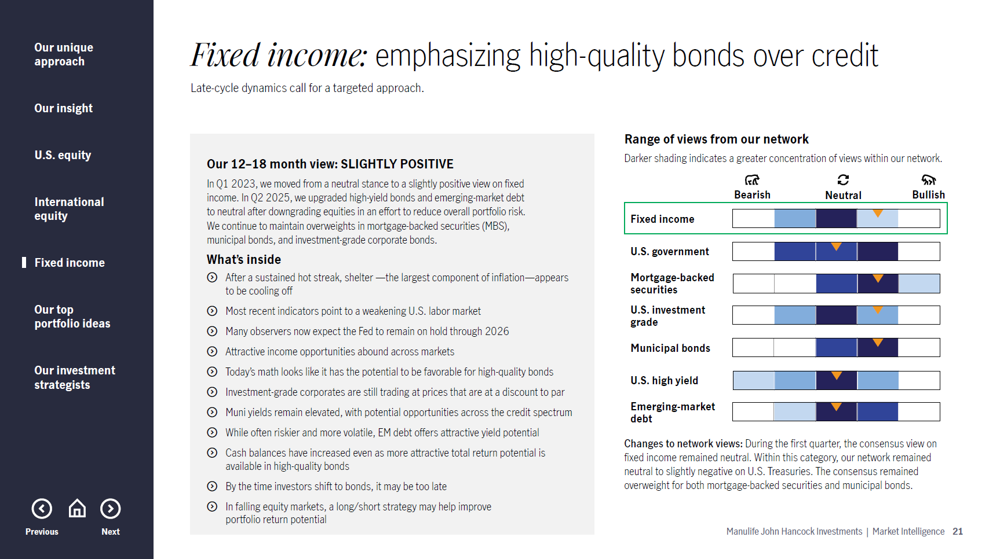 Our unique
approach
Our insight
U.S. equity
International
equity
Fixed income
Our top
portfolio ideas
Our investment
strategists
Previous
Next
Fixed income: emphasizing high-quality bonds over credit
Late-cycle dynamics call for a targeted approach.
Our 12–18 month view: SLIGHTLY POSITIVE
In Q1 2023, we moved from a neutral stance to a slightly positive view on fixed
income. In Q2 2025, we upgraded high-yield bonds and emerging-market debt
to neutral after downgrading equities in an effort to reduce overall portfolio risk.
We continue to maintain overweights in mortgage-backed securities (MBS),
municipal bonds, and investment-grade corporate bonds.
What's inside
After a sustained hot streak, shelter —the largest component of inflation—appears
to be cooling off
Most recent indicators point to a weakening U.S. labor market
Many observers now expect the Fed to remain on hold through 2026
Attractive income opportunities abound across markets
Today's math looks like it has the potential to be favorable for high-quality bonds
Investment-grade corporates are still trading at prices that are at a discount to par
Muni yields remain elevated, with potential opportunities across the credit spectrum
While often riskier and more volatile, EM debt offers attractive yield potential
Cash balances have increased even as more attractive total return potential is
available in high-quality bonds
By the time investors shift to bonds, it may be too late
In falling equity markets, a long/short strategy may help improve
portfolio return potential
Range of views from our network
Darker shading indicates a greater concentration of views within our network.
Bearish Neutral Bullish
Fixed income
U.S. government
Mortgage-backed
securities
U.S. investment
grade
Municipal bonds
U.S. high yield
Emerging-market
debt
Changes to network views: During the first quarter, the consensus view on
fixed income remained neutral. Within this category, our network remained
neutral to slightly negative on U.S. Treasuries. The consensus remained
overweight for both mortgage-backed securities and municipal bonds.
Manulife John Hancock Investments | Market Intelligence 21